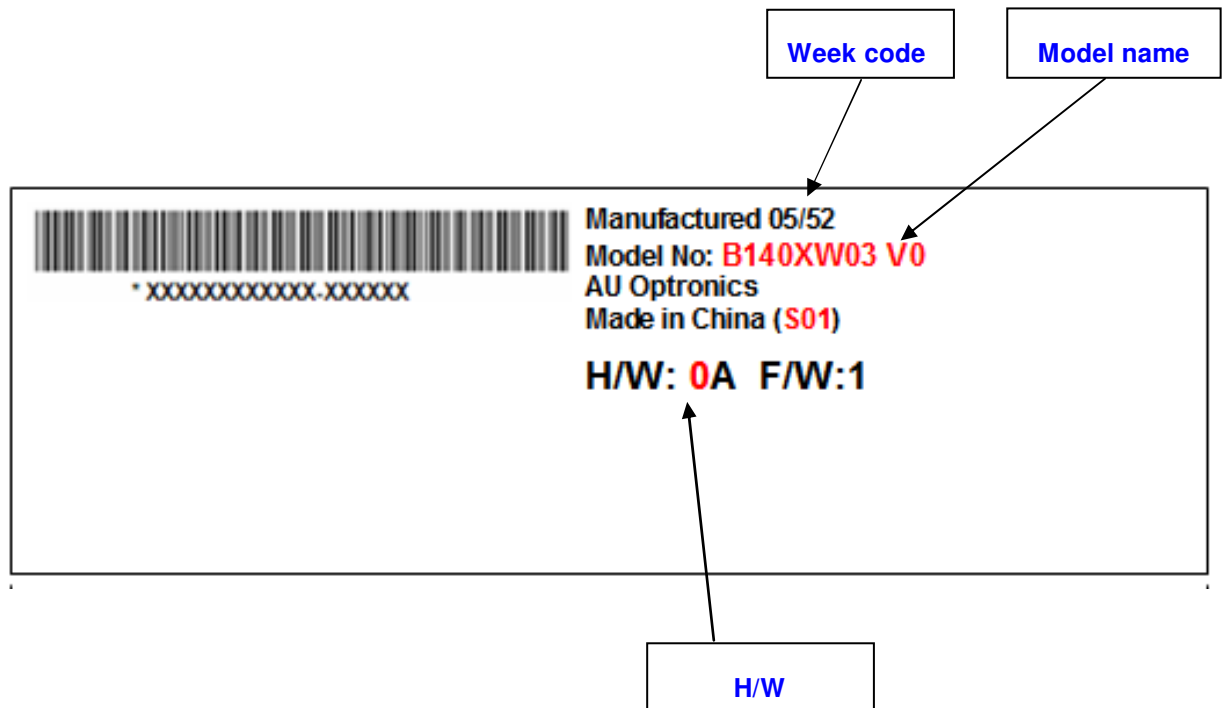 Week code
Model name
Manufactured 05/52
Model No: B140XW03 V0
AU Optronics
Made in China (S01)
* XXXXXXXXXXXX-XXXXXX
H/W: 0A F/W:1
H/W